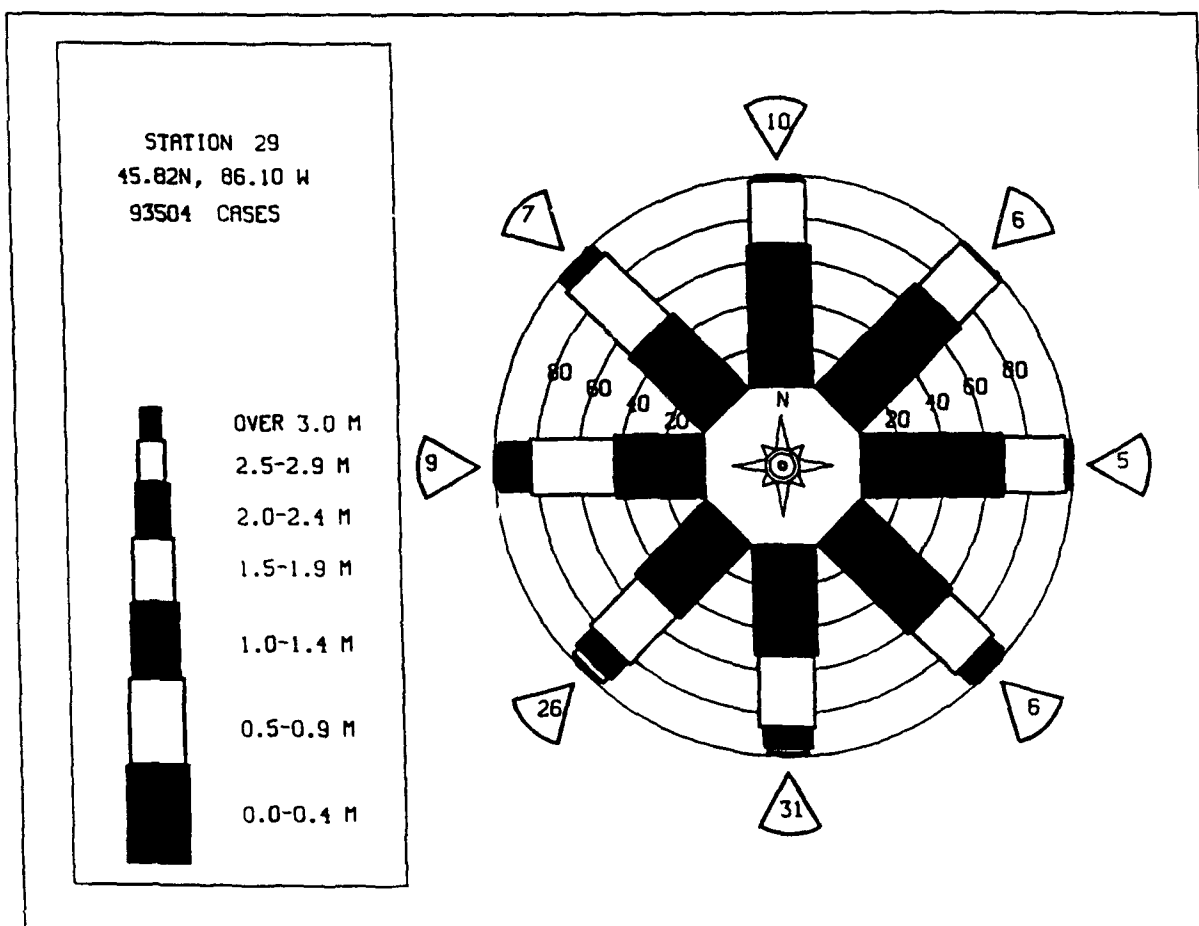 STATION 29
45.82N, 86.10 W
93504 CASES
OVER 3.0 M
2.5-2.9 M
2.0-2.4 M
1.5-1.9 M
1.0-1.4 M
0.5-0.9 M
0.0-0.4 M
10
7
6
80
60
40
20
N
20
40
60
80
9
5
26
6
31